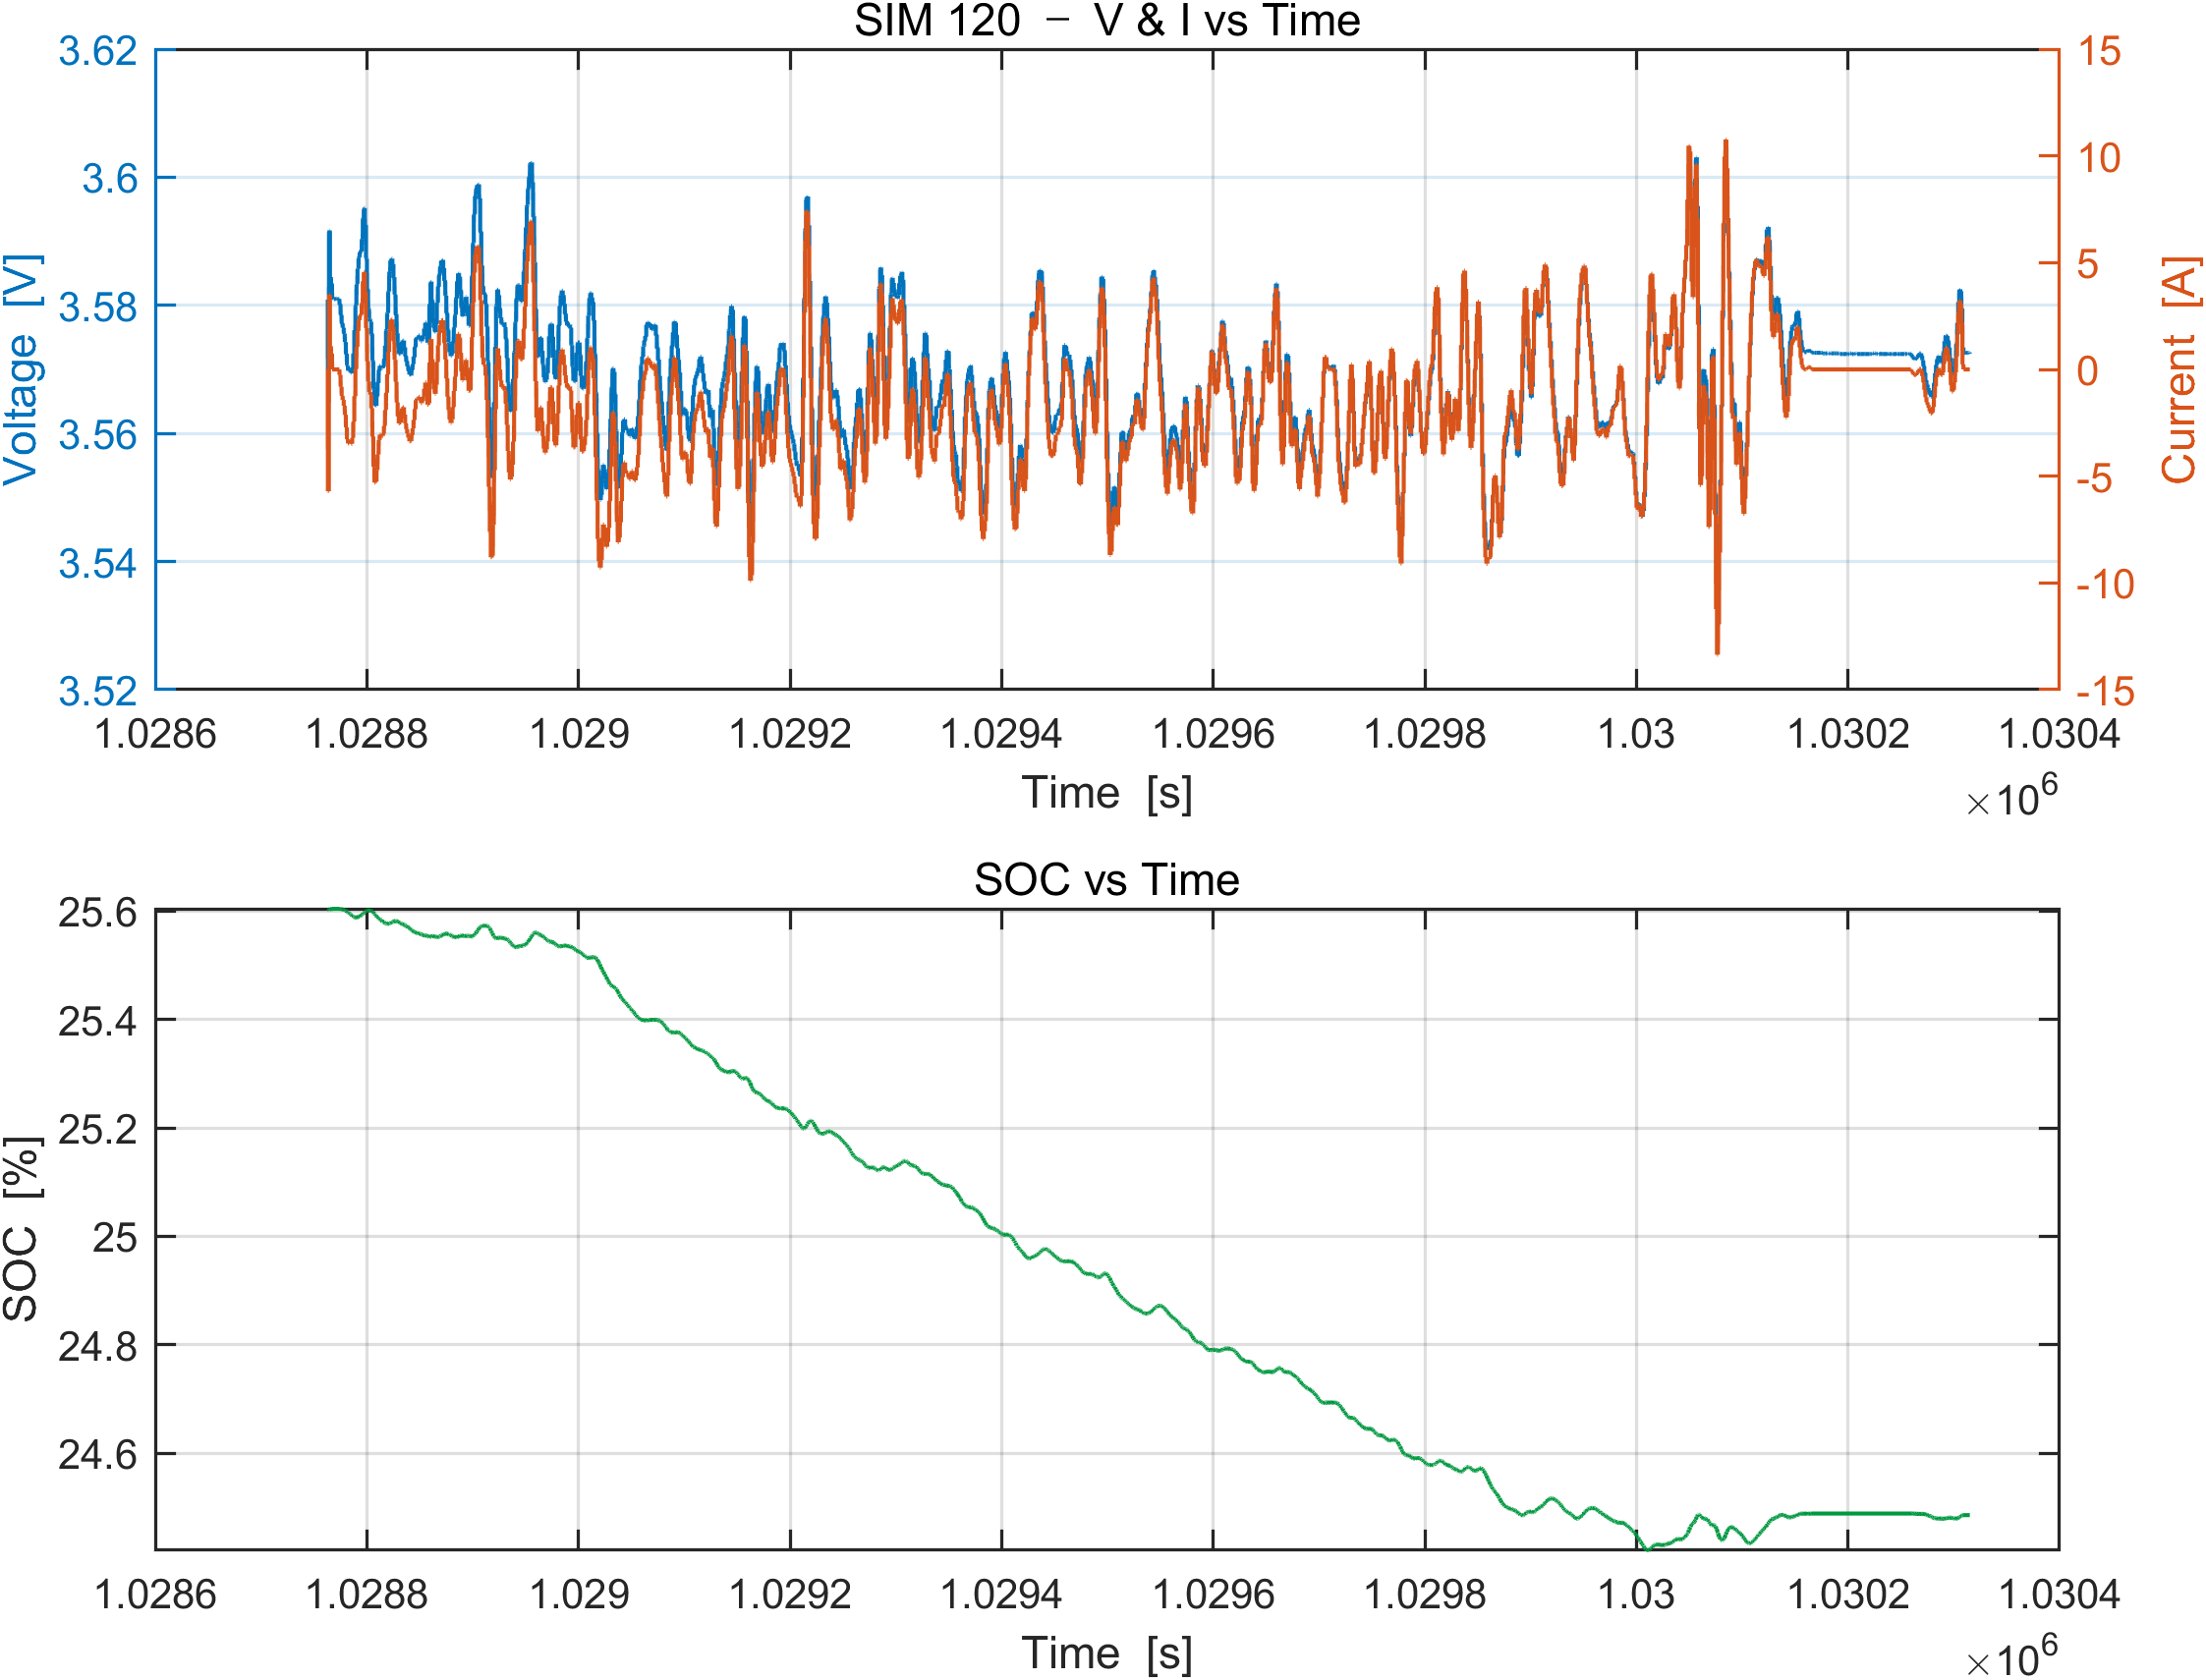 SIM 120 − V & I vs Time
3.62
3.6
3.58
3.56
3.54
3.52
Voltage [V]
15
10
5
0
-5
-10
-15
Current [A]
1.0286 1.0288 1.029 1.0292 1.0294 1.0296 1.0298 1.03 1.0302 1.0304
Time [s]
×10⁶
SOC vs Time
25.6
25.4
25.2
25
24.8
24.6
SOC [%]
1.0286 1.0288 1.029 1.0292 1.0294 1.0296 1.0298 1.03 1.0302 1.0304
Time [s]
×10⁶